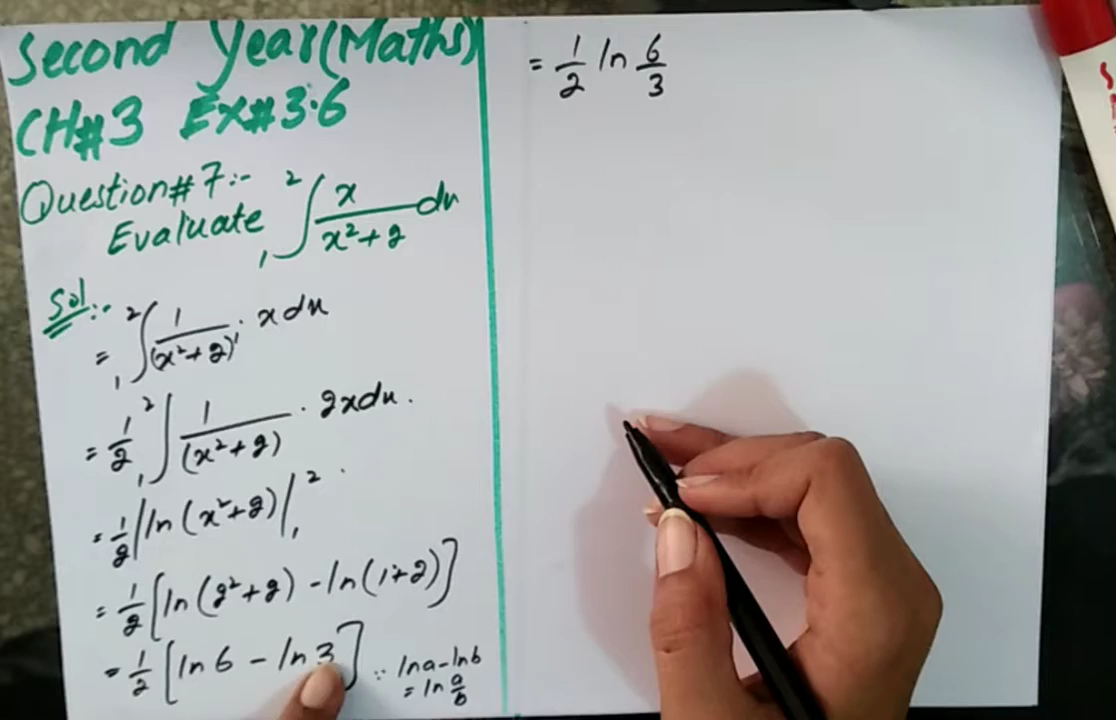 Second Year (Maths)
CH#3 Ex#3.6
Question#7:-
Evaluate ₁²∫ x/(x²+2) dx
Sol:-
= ₁²∫ 1/(x²+2)¹ . x dx
= 1/2 ₁²∫ 1/(x²+2) . 2x dx.
= 1/2 |ln (x²+2)|₁²
= 1/2 [ln (2²+2) - ln (1+2)]
= 1/2 [ln 6 - ln 3] ∵ ln a - ln b
= ln a/b
= 1/2 ln 6/3